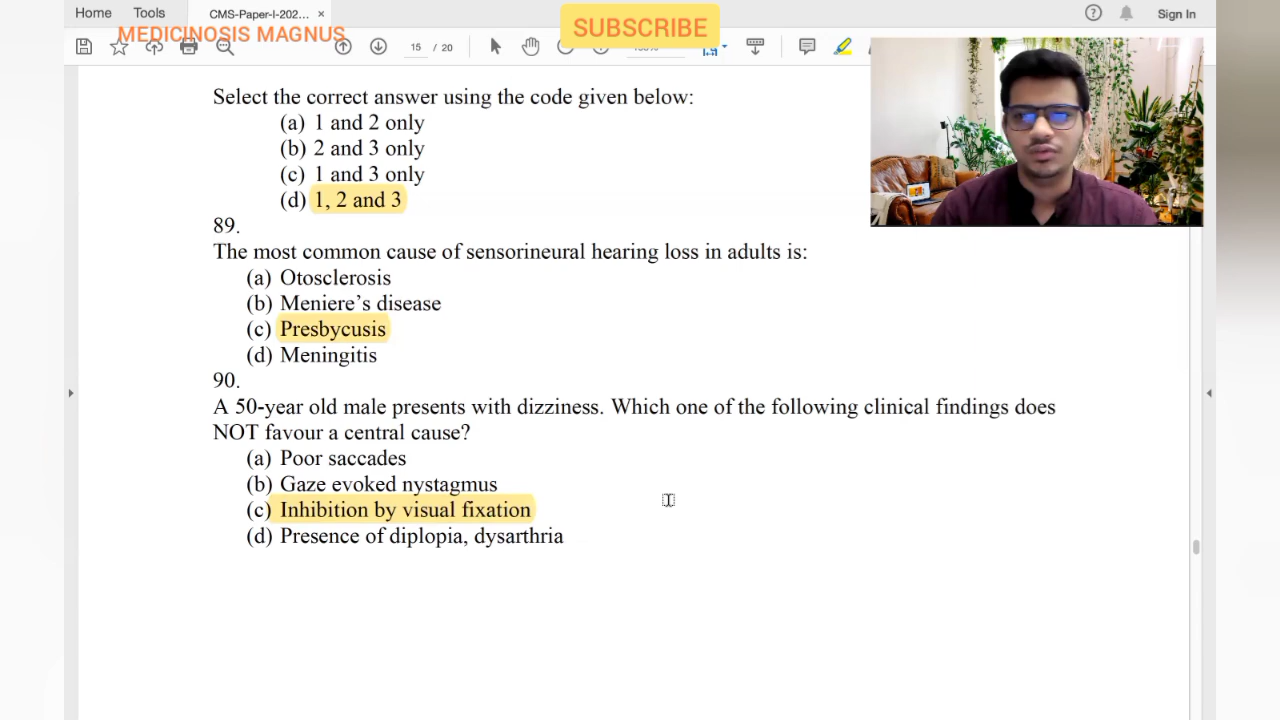 Home Tools CMS-Paper-I-202... × Sign In
MEDICINOSIS MAGNUS
SUBSCRIBE
15 / 20
Select the correct answer using the code given below:
(a) 1 and 2 only
(b) 2 and 3 only
(c) 1 and 3 only
(d) 1, 2 and 3
89.
The most common cause of sensorineural hearing loss in adults is:
(a) Otosclerosis
(b) Meniere’s disease
(c) Presbycusis
(d) Meningitis
90.
A 50-year old male presents with dizziness. Which one of the following clinical findings does
NOT favour a central cause?
(a) Poor saccades
(b) Gaze evoked nystagmus
(c) Inhibition by visual fixation
(d) Presence of diplopia, dysarthria